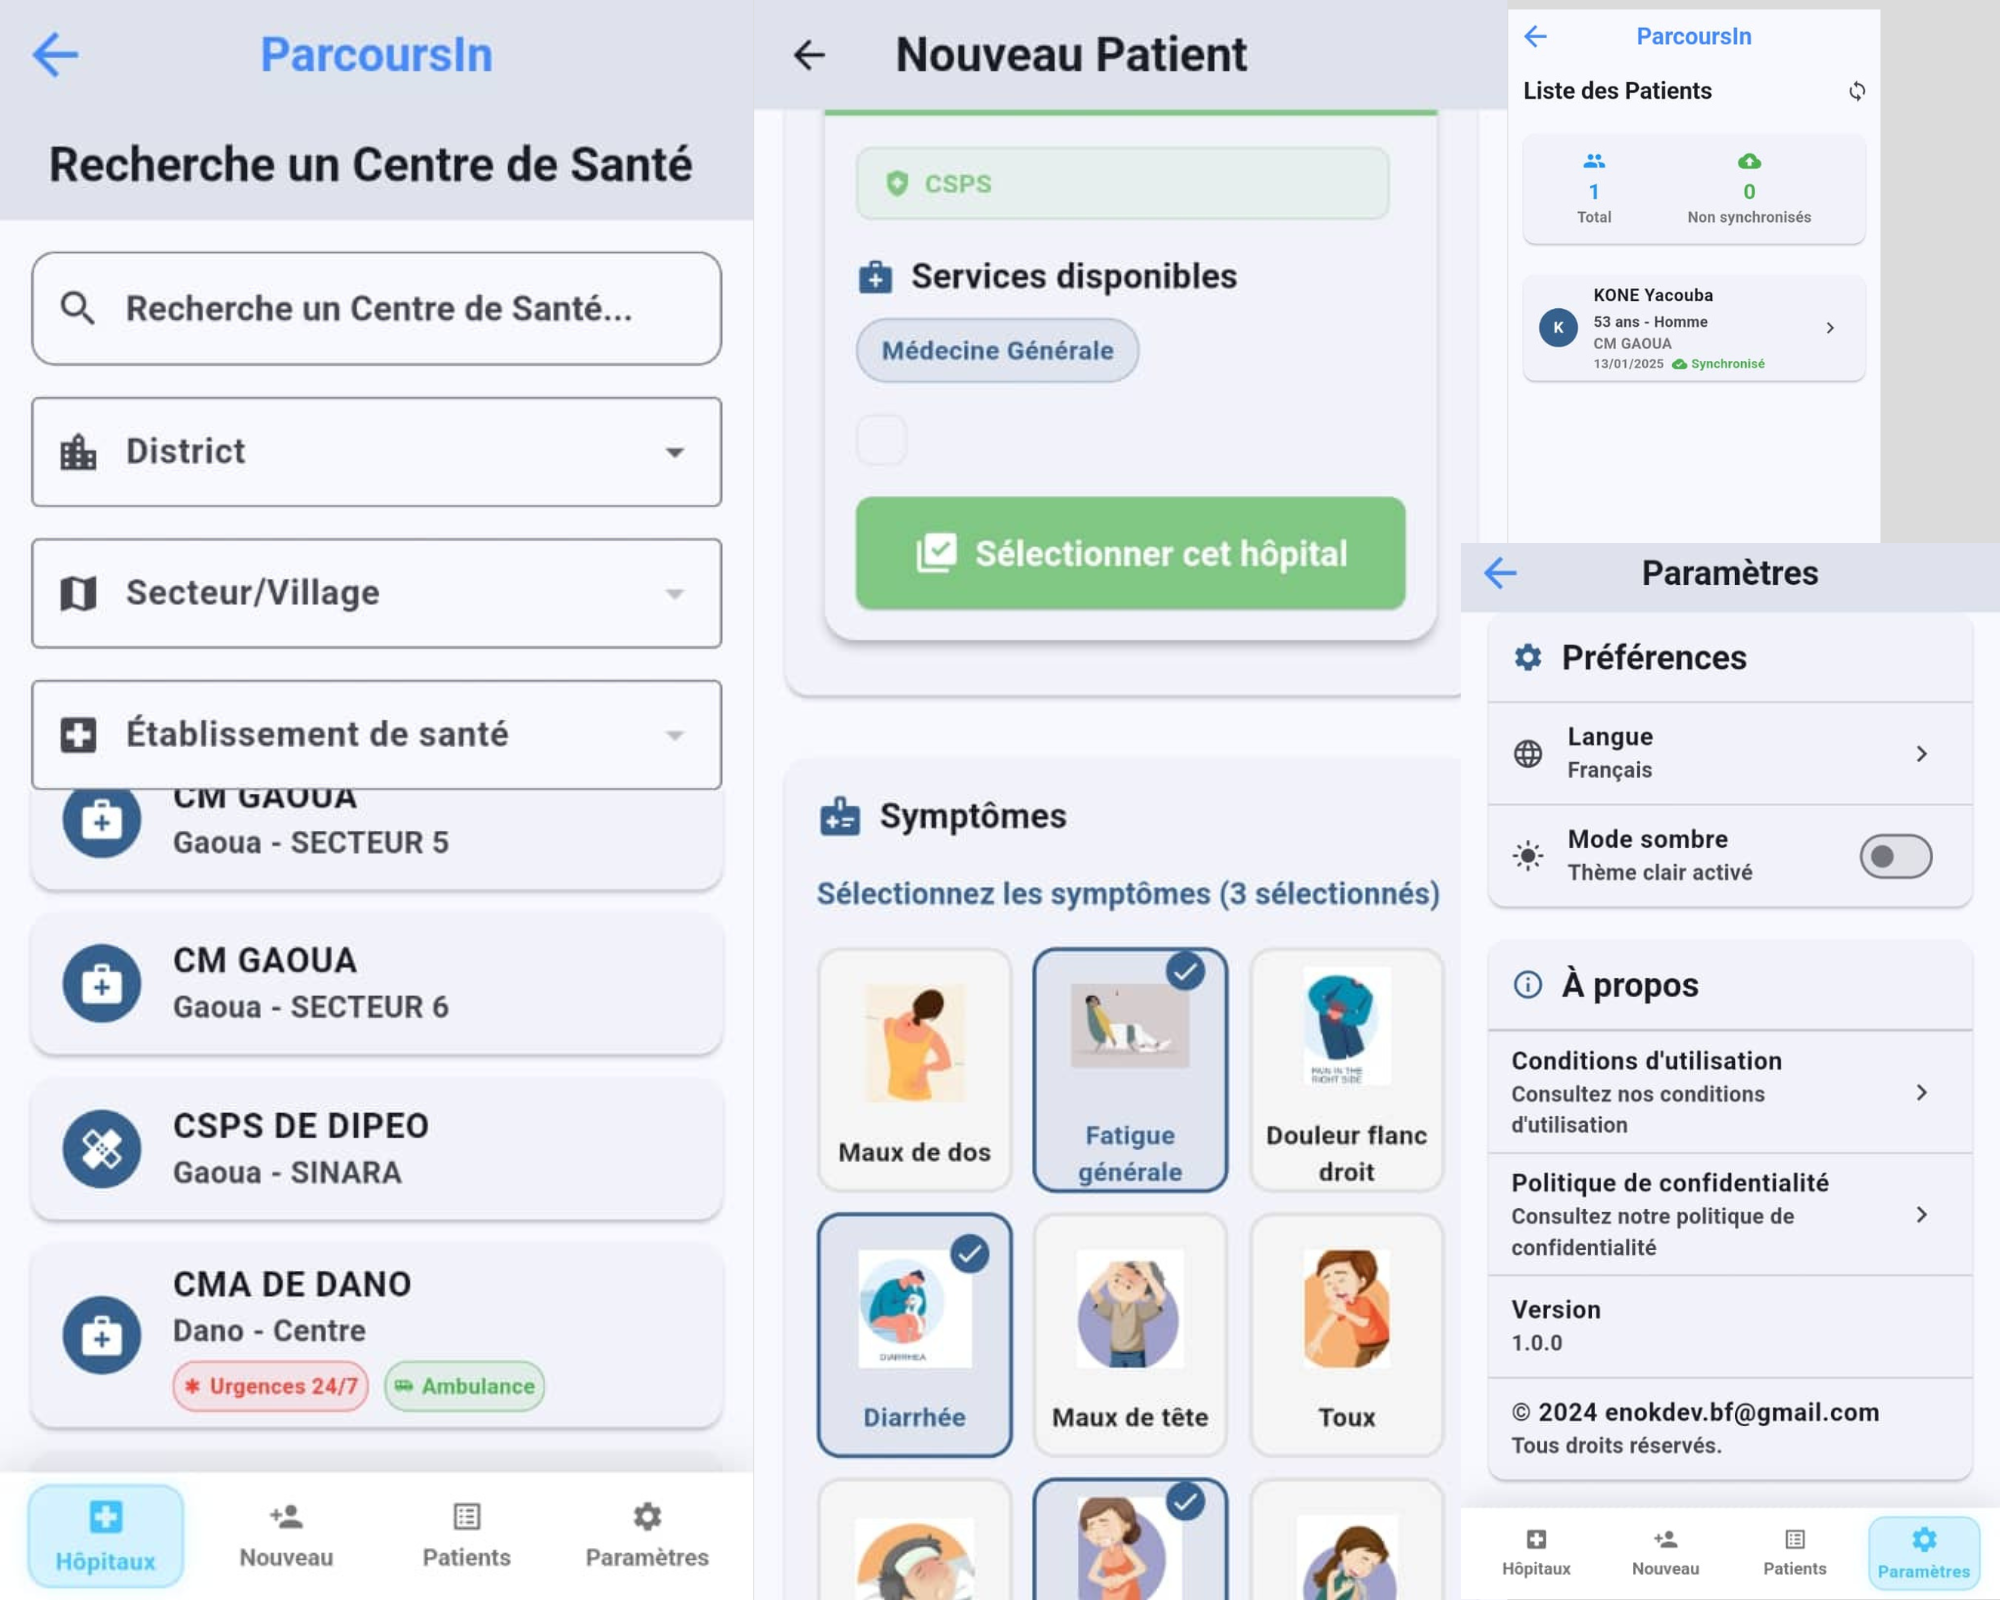 ParcoursIn
Recherche un Centre de Santé
Recherche un Centre de Santé...
District
Secteur/Village
Établissement de santé
CM GAOUA
Gaoua - SECTEUR 5
CM GAOUA
Gaoua - SECTEUR 6
CSPS DE DIPEO
Gaoua - SINARA
CMA DE DANO
Dano - Centre
Urgences 24/7
Ambulance
Hôpitaux
Nouveau
Patients
Paramètres
Nouveau Patient
CSPS
Services disponibles
Médecine Générale
Sélectionner cet hôpital
Symptômes
Sélectionnez les symptômes (3 sélectionnés)
PAIN IN THE
RIGHT SIDE
Maux de dos
Fatigue
générale
Douleur flanc
droit
DIARRHEA
Diarrhée
Maux de tête
Toux
ParcoursIn
Liste des Patients
1
Total
0
Non synchronisés
K
KONE Yacouba
53 ans - Homme
CM GAOUA
13/01/2025 Synchronisé
Paramètres
Préférences
Langue
Français
Mode sombre
Thème clair activé
À propos
Conditions d'utilisation
Consultez nos conditions
d'utilisation
Politique de confidentialité
Consultez notre politique de
confidentialité
Version
1.0.0
© 2024 enokdev.bf@gmail.com
Tous droits réservés.
Hôpitaux
Nouveau
Patients
Paramètres